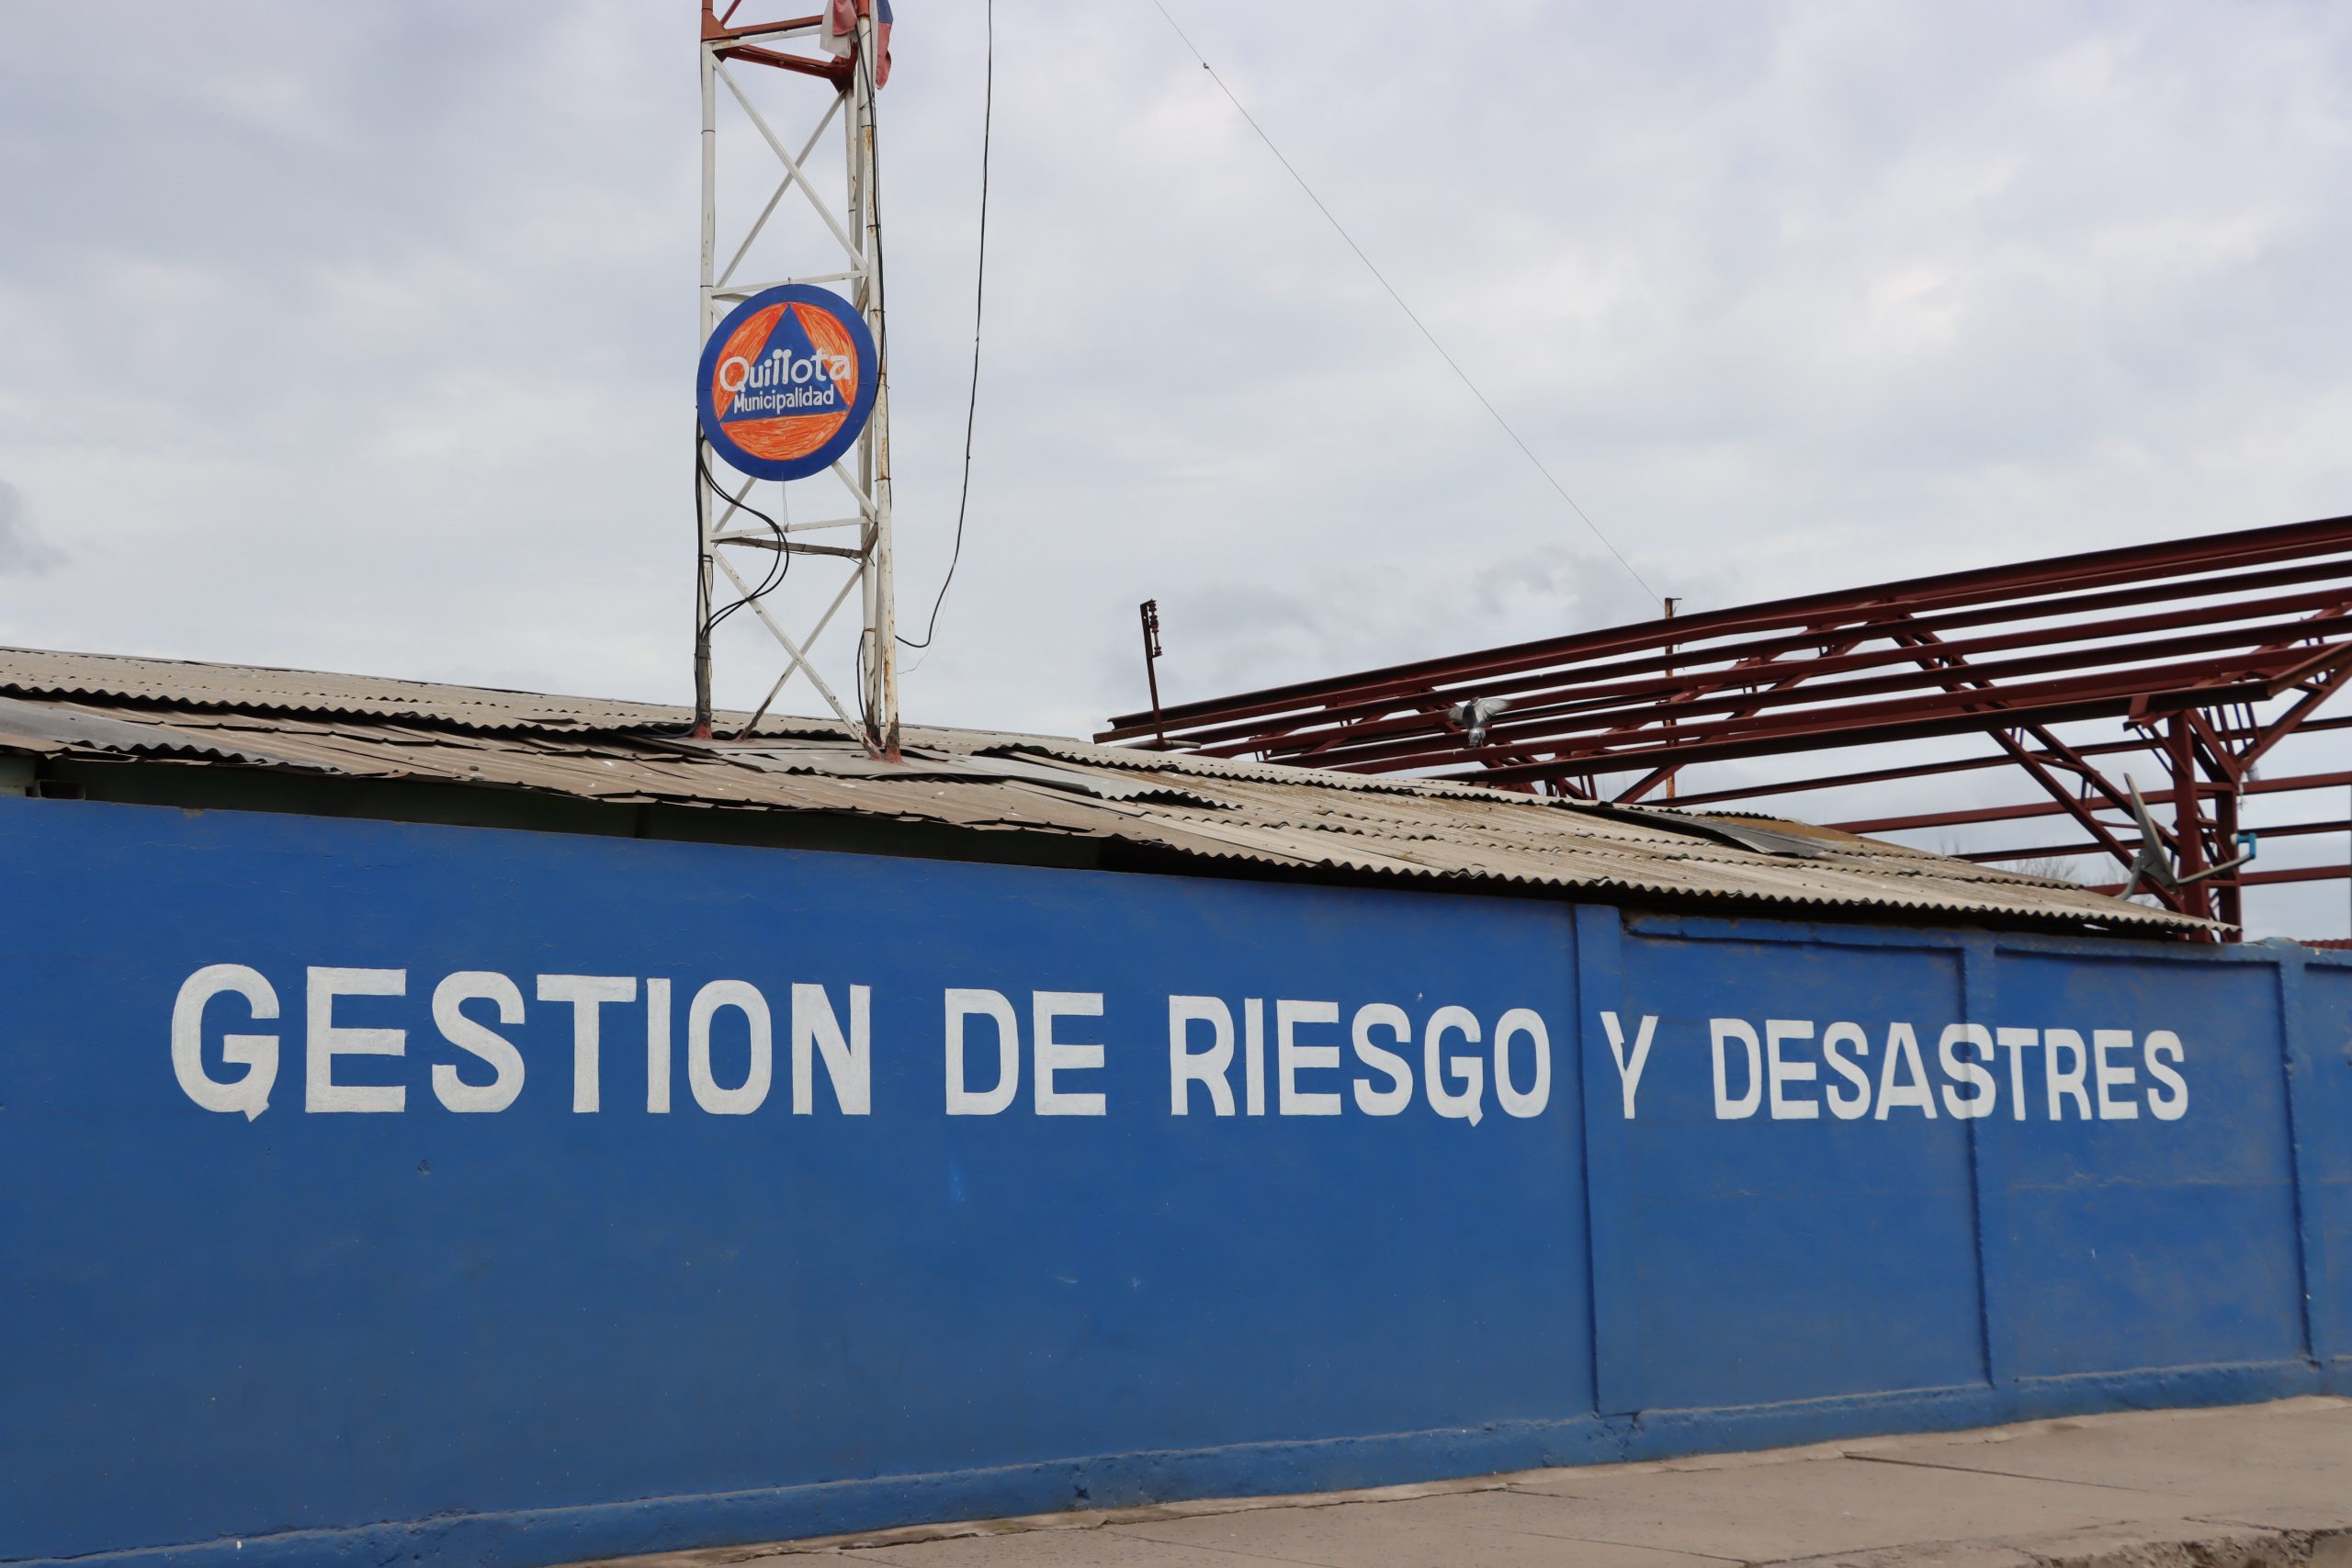 Quillota
Municipalidad
GESTION DE RIESGO Y DESASTRES